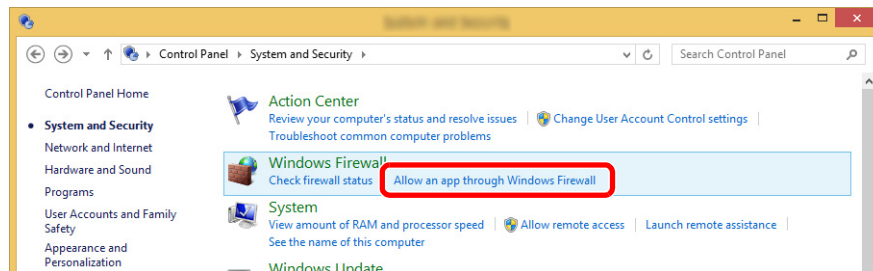 Control Panel ▸ System and Security ▸
Search Control Panel
Control Panel Home
• System and Security
Network and Internet
Hardware and Sound
Programs
User Accounts and Family
Safety
Appearance and
Personalization
Action Center
Review your computer's status and resolve issues Change User Account Control settings
Troubleshoot common computer problems
Windows Firewall
Check firewall status Allow an app through Windows Firewall
System
View amount of RAM and processor speed Allow remote access Launch remote assistance
See the name of this computer
Windows Update